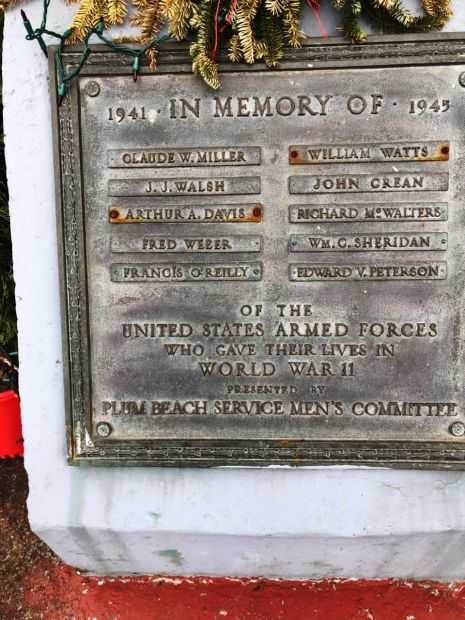 1941 · IN MEMORY OF · 1945
CLAUDE W. MILLER
WILLIAM WATTS
J. J. WALSH
JOHN CREAN
ARTHUR A. DAVIS
RICHARD McWALTERS
FRED WEBER
WM. C. SHERIDAN
FRANCIS O'REILLY
EDWARD V. PETERSON
OF THE
UNITED STATES ARMED FORCES
WHO GAVE THEIR LIVES IN
WORLD WAR II
PRESENTED BY
PLUM BEACH SERVICE MEN'S COMMITTEE